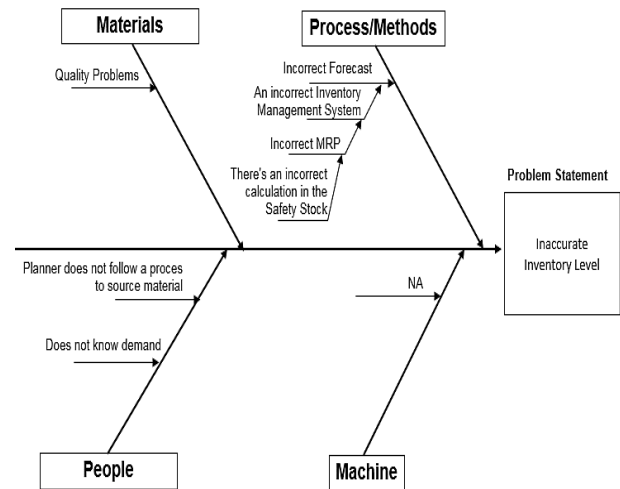 Materials
Process/Methods
Quality Problems
Incorrect Forecast
An incorrect Inventory
Management System
Incorrect MRP
There's an incorrect
calculation in the
Safety Stock
Problem Statement
Inaccurate
Inventory Level
Planner does not follow a proces
to source material
NA
Does not know demand
People
Machine